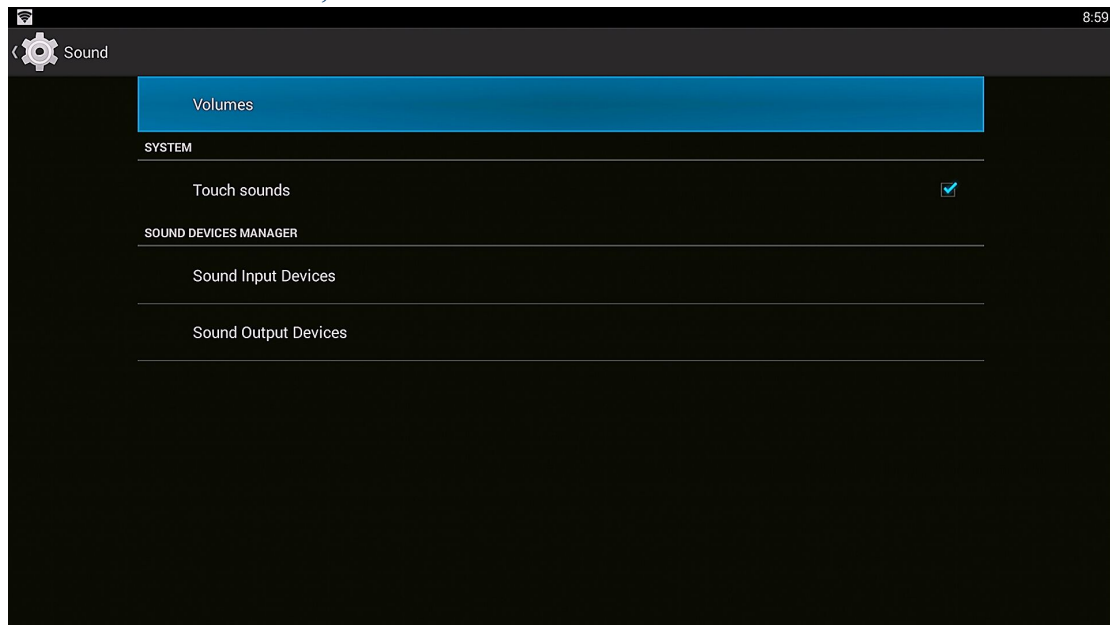 8:59
Sound
Volumes
SYSTEM
Touch sounds
SOUND DEVICES MANAGER
Sound Input Devices
Sound Output Devices